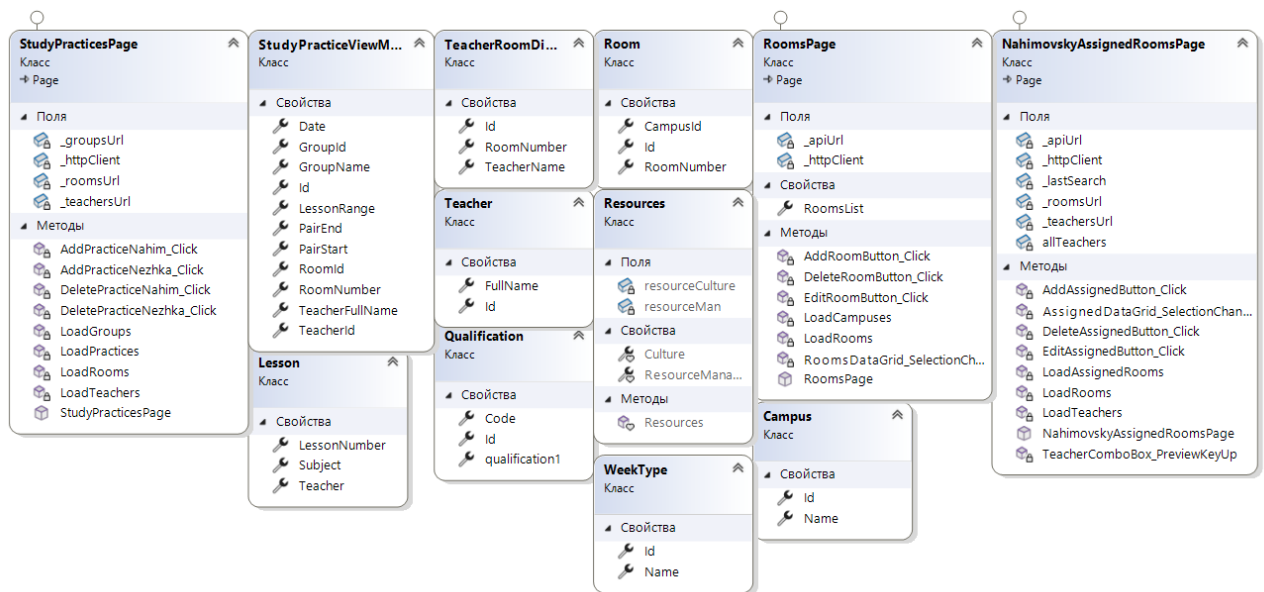 StudyPracticesPage
Класс
Page
Поля
_groupsUrl
_httpClient
_roomsUrl
_teachersUrl
Методы
AddPracticeNahim_Click
AddPracticeNezhka_Click
DeletePracticeNahim_Click
DeletePracticeNezhka_Click
LoadGroups
LoadPractices
LoadRooms
LoadTeachers
StudyPracticesPage
StudyPracticeViewM...
Класс
Свойства
Date
GroupId
GroupName
Id
LessonRange
PairEnd
PairStart
RoomId
RoomNumber
TeacherFullName
TeacherId
Lesson
Класс
Свойства
LessonNumber
Subject
Teacher
TeacherRoomDi...
Класс
Свойства
Id
RoomNumber
TeacherName
Teacher
Класс
Свойства
FullName
Id
Qualification
Класс
Свойства
Code
Id
qualification1
Room
Класс
Свойства
CampusId
Id
RoomNumber
Resources
Класс
Поля
resourceCulture
resourceMan
Свойства
Culture
ResourceMana...
Методы
Resources
WeekType
Класс
Свойства
Id
Name
RoomsPage
Класс
Page
Поля
_apiUrl
_httpClient
Свойства
RoomsList
Методы
AddRoomButton_Click
DeleteRoomButton_Click
EditRoomButton_Click
LoadCampuses
LoadRooms
RoomsDataGrid_SelectionCh...
RoomsPage
Campus
Класс
Свойства
Id
Name
NahimovskyAssignedRoomsPage
Класс
Page
Поля
_apiUrl
_httpClient
_lastSearch
_roomsUrl
_teachersUrl
allTeachers
Методы
AddAssignedButton_Click
AssignedDataGrid_SelectionChan...
DeleteAssignedButton_Click
EditAssignedButton_Click
LoadAssignedRooms
LoadRooms
LoadTeachers
NahimovskyAssignedRoomsPage
TeacherComboBox_PreviewKeyUp